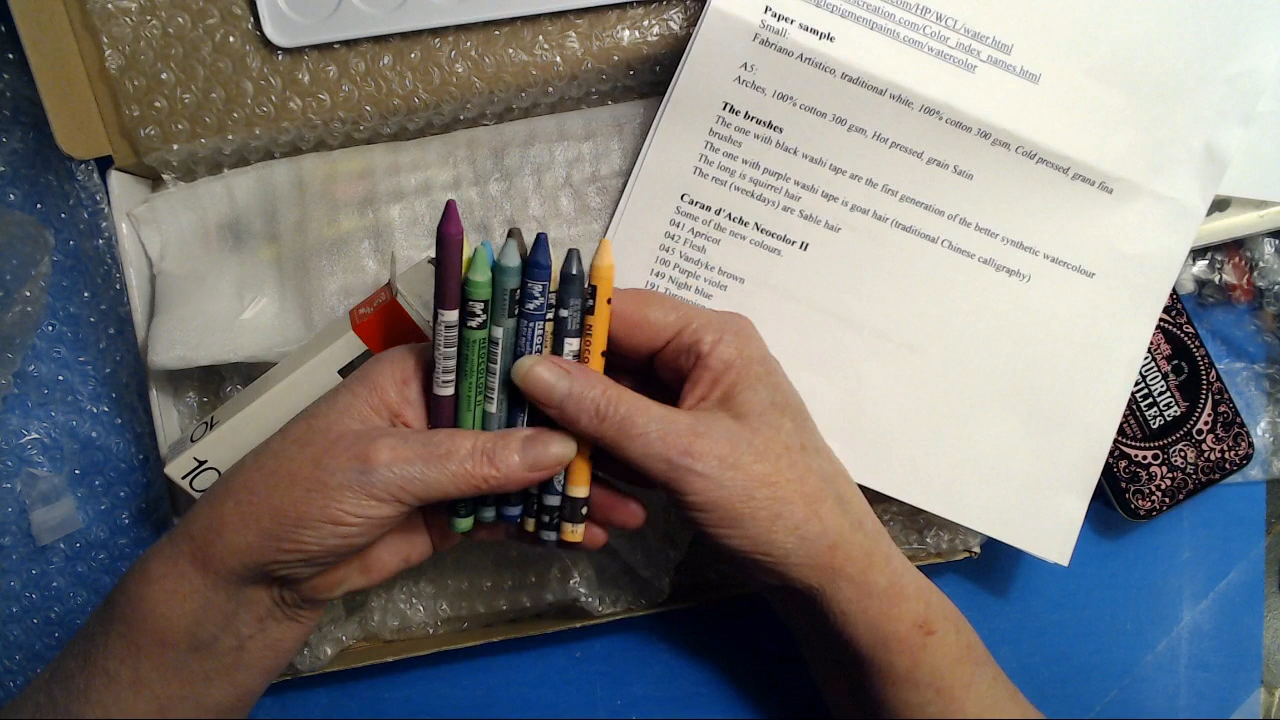 .com/HP/WCL/water.html
creation.com/Color_index_names.html
glepigmentpaints.com/watercolor
Paper sample
Small:
Fabriano Artistico, traditional white, 100% cotton 300 gsm, Cold pressed, grana fina
A5:
Arches, 100% cotton 300 gsm, Hot pressed, grain Satin
The brushes
The one with black washi tape are the first generation of the better synthetic watercolour
brushes
The one with purple washi tape is goat hair (traditional Chinese calligraphy)
The long is squirrel hair
The rest (weekdays) are Sable hair
Caran d'Ache Neocolor II
Some of the new colours.
041 Apricot
042 Flesh
045 Vandyke brown
100 Purple violet
149 Night blue
191 Turquoise
NEOCOLOR II
NEOCO
10